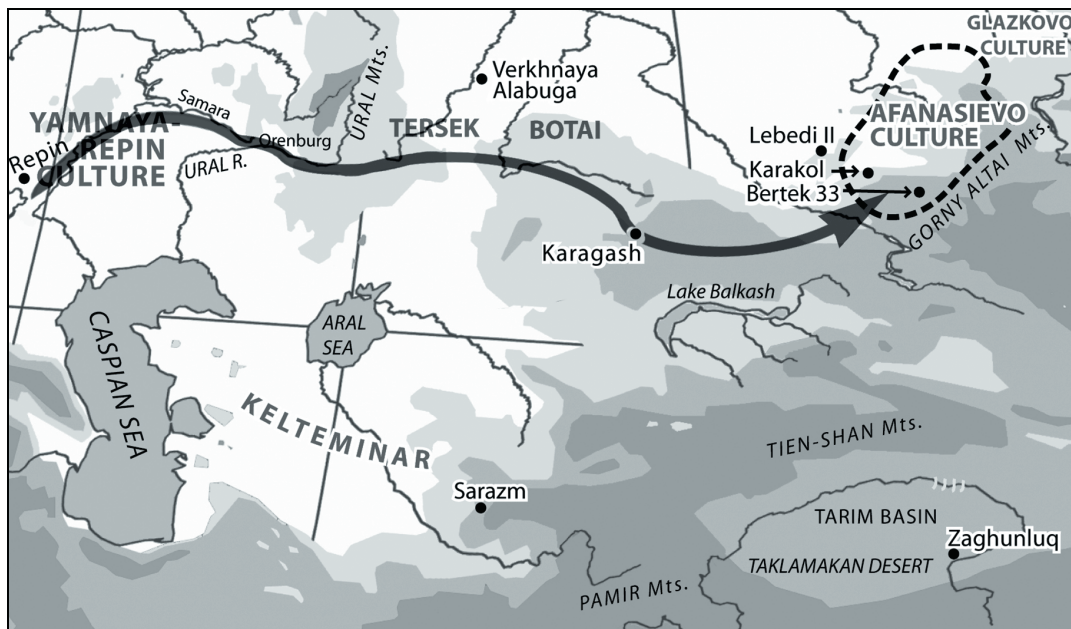 GLAZKOVO
CULTURE
Verkhnaya
Alabuga
URAL Mts.
Samara
YAMNAYA-
REPIN
CULTURE
Repin
Orenburg
URAL R.
TERSEK
BOTAI
AFANASIEVO
CULTURE
Lebedi II
Karakol
Bertek 33
GORNY ALTAI Mts.
Karagash
Lake Balkash
ARAL
SEA
CASPIAN SEA
KELTEMINAR
TIEN-SHAN Mts.
Sarazm
TARIM BASIN
Zaghunluq
TAKLAMAKAN DESERT
PAMIR Mts.